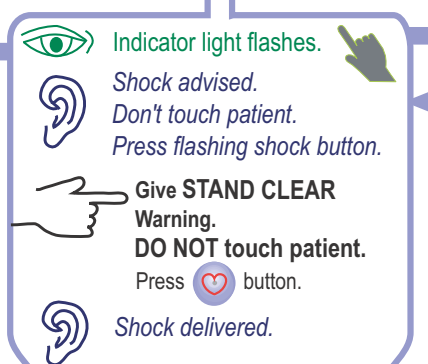 Indicator light flashes.
Shock advised.
Don't touch patient.
Press flashing shock button.
Give STAND CLEAR
Warning.
DO NOT touch patient.
Press button.
Shock delivered.